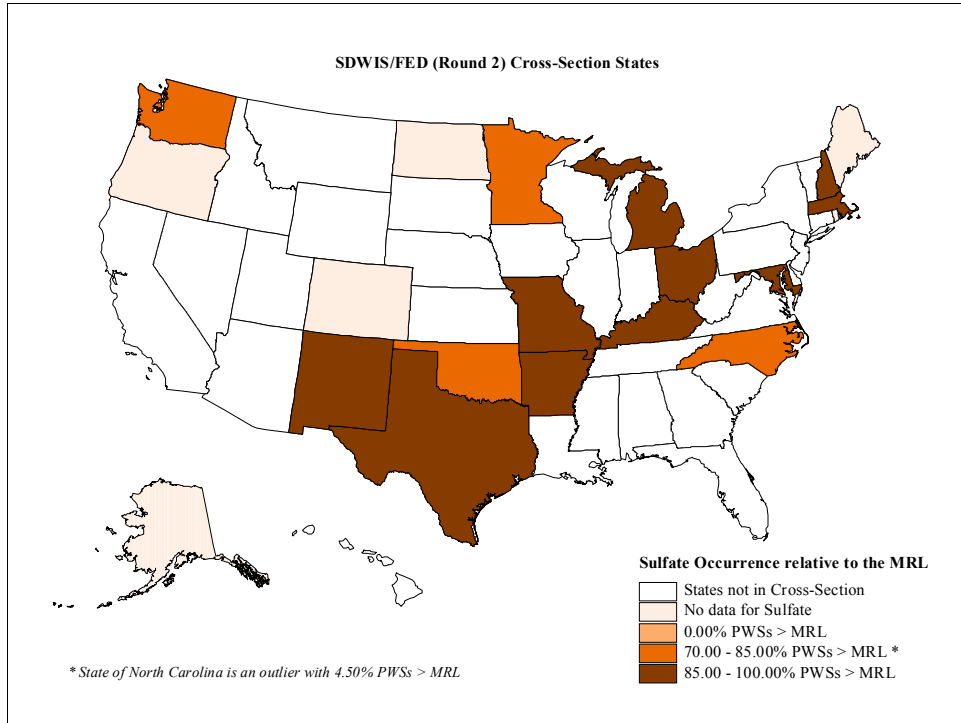 SDWIS/FED (Round 2) Cross-Section States
Sulfate Occurrence relative to the MRL
States not in Cross-Section
No data for Sulfate
0.00% PWSs > MRL
70.00 - 85.00% PWSs > MRL *
85.00 - 100.00% PWSs > MRL
* State of North Carolina is an outlier with 4.50% PWSs > MRL